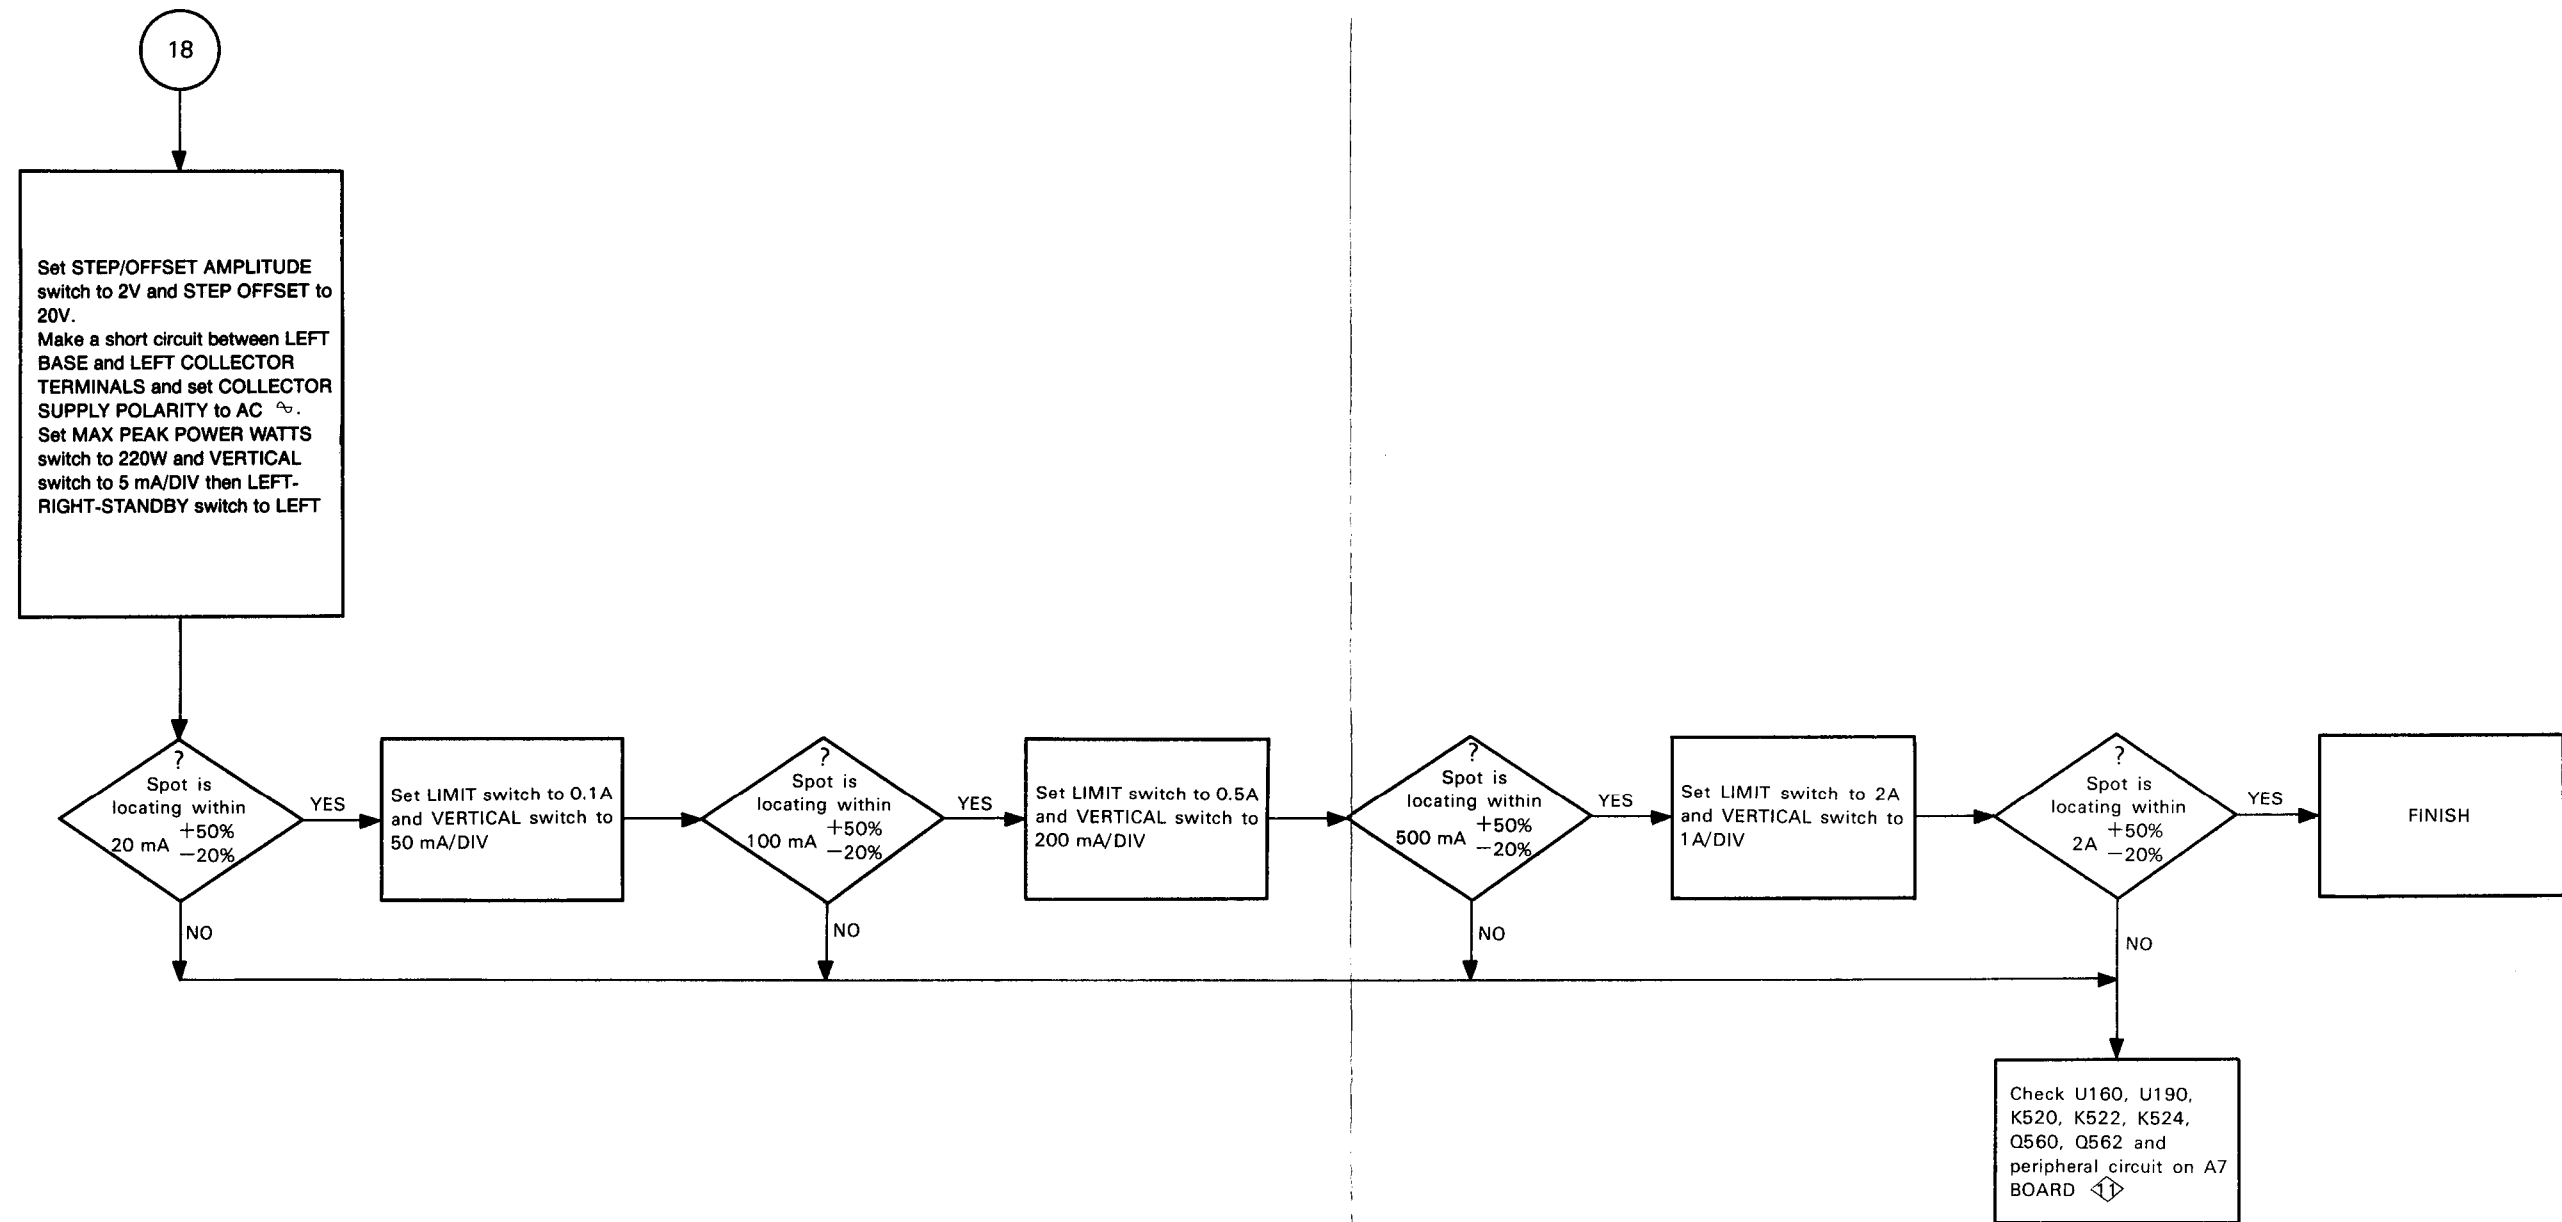 18
Set STEP/OFFSET AMPLITUDE
switch to 2V and STEP OFFSET to
20V.
Make a short circuit between LEFT
BASE and LEFT COLLECTOR
TERMINALS and set COLLECTOR
SUPPLY POLARITY to AC ∿.
Set MAX PEAK POWER WATTS
switch to 220W and VERTICAL
switch to 5 mA/DIV then LEFT-
RIGHT-STANDBY switch to LEFT
?
Spot is
locating within
20 mA +50%
−20%
YES
NO
Set LIMIT switch to 0.1A
and VERTICAL switch to
50 mA/DIV
?
Spot is
locating within
100 mA +50%
−20%
YES
NO
Set LIMIT switch to 0.5A
and VERTICAL switch to
200 mA/DIV
?
Spot is
locating within
500 mA +50%
−20%
YES
NO
Set LIMIT switch to 2A
and VERTICAL switch to
1A/DIV
?
Spot is
locating within
2A +50%
−20%
YES
NO
FINISH
Check U160, U190,
K520, K522, K524,
Q560, Q562 and
peripheral circuit on A7
BOARD 11